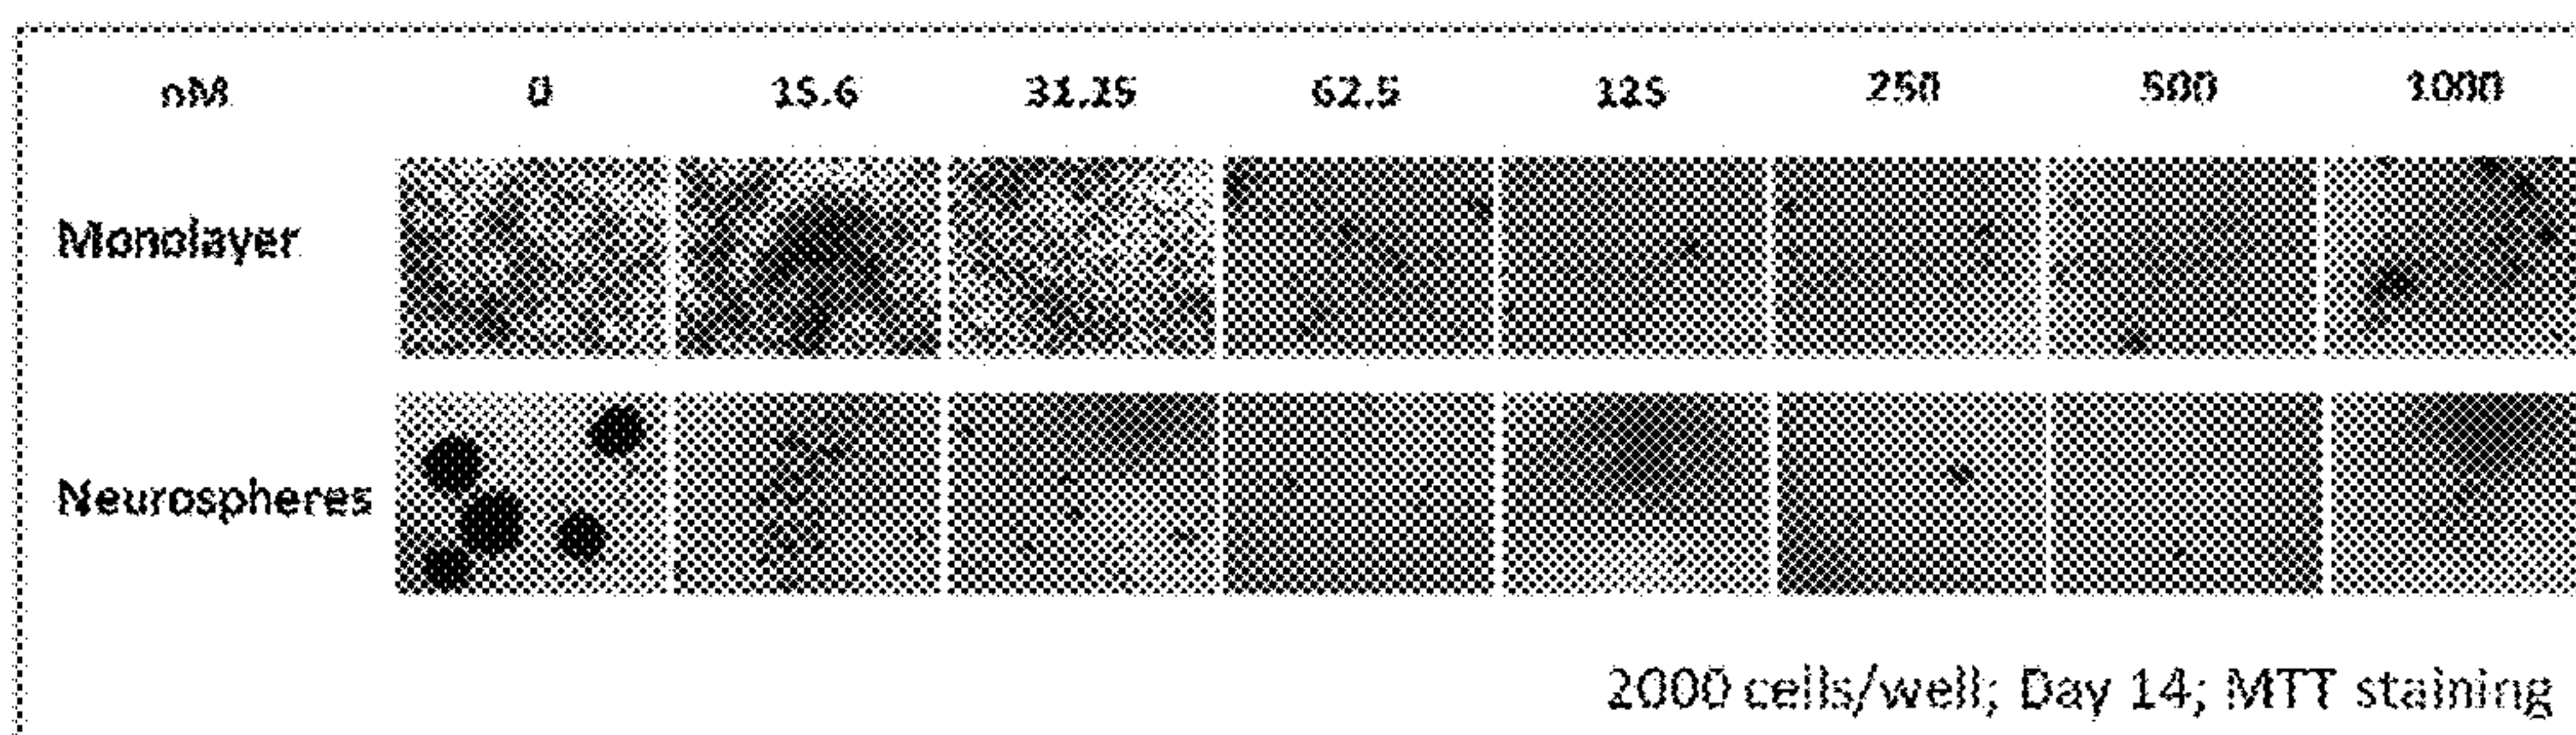 nM 0 15.6 31.25 62.5 125 250 500 1000
Monolayer
Neurospheres
2000 cells/well; Day 14; MTT staining